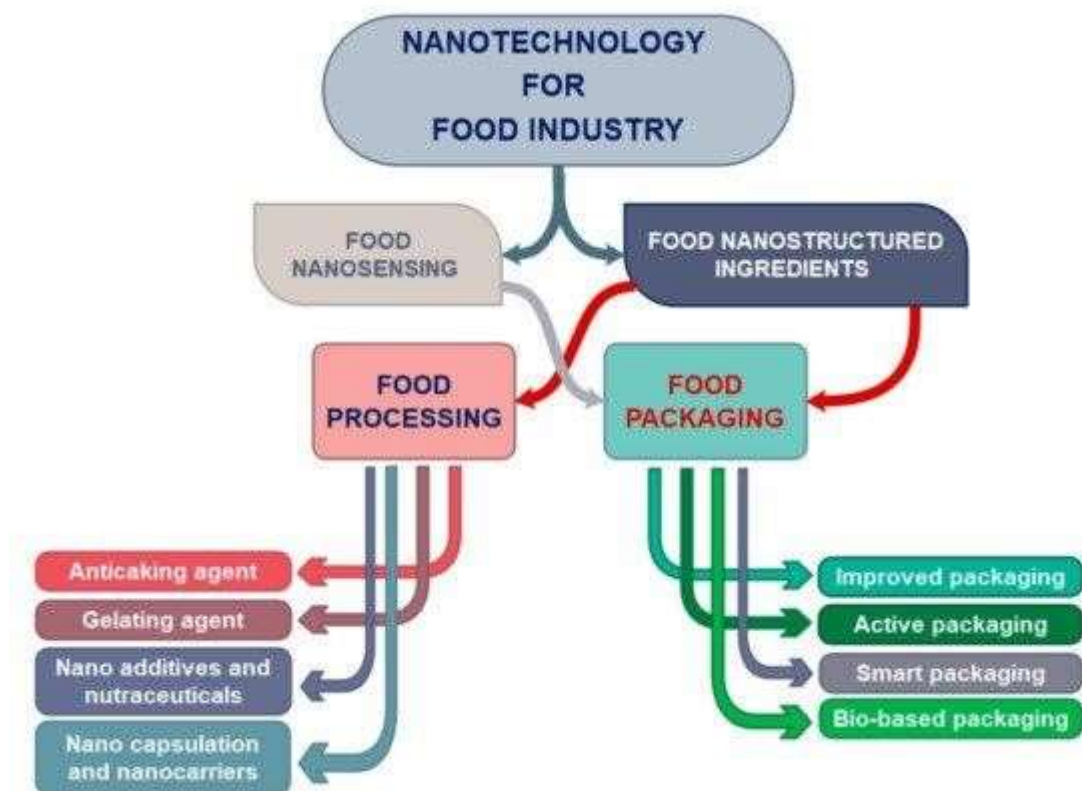 NANOTECHNOLOGY
FOR
FOOD INDUSTRY
FOOD
NANOSENSING
FOOD NANOSTRUCTURED
INGREDIENTS
FOOD
PROCESSING
FOOD
PACKAGING
Anticaking agent
Gelating agent
Nano additives and
nutraceuticals
Nano capsulation
and nanocarriers
Improved packaging
Active packaging
Smart packaging
Bio-based packaging